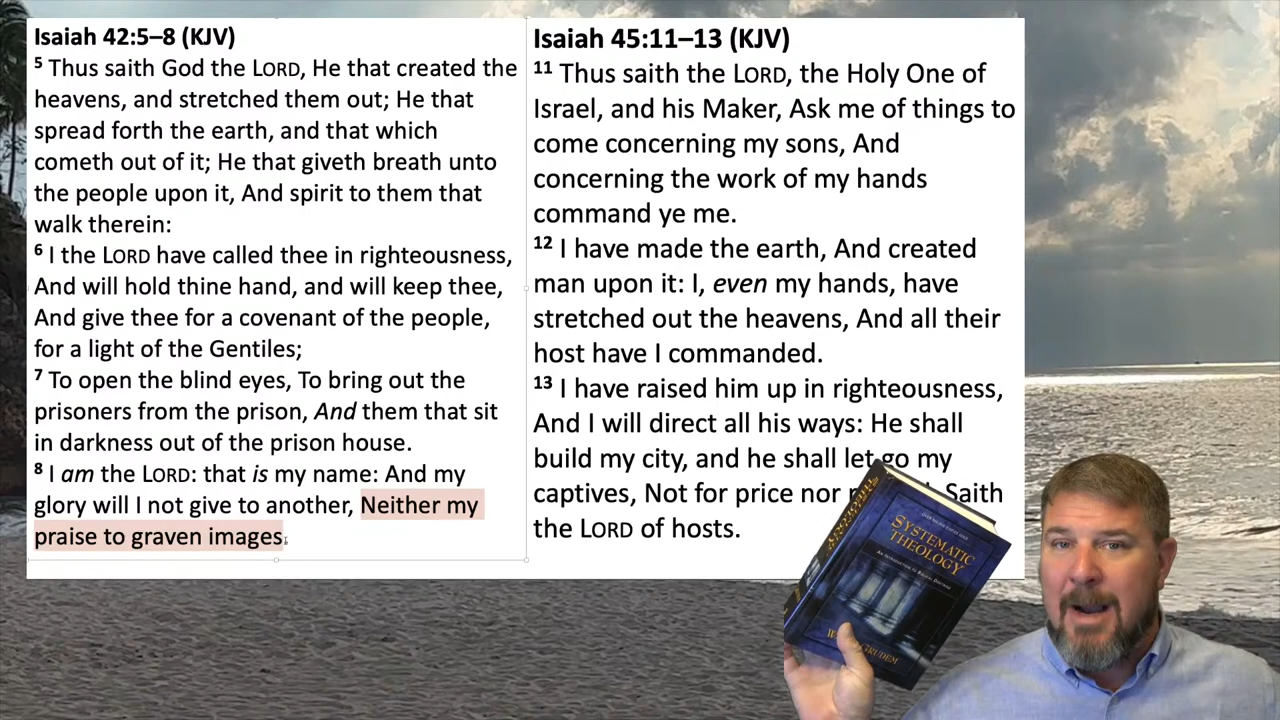 Isaiah 42:5–8 (KJV)
5 Thus saith God the LORD, He that created the
heavens, and stretched them out; He that
spread forth the earth, and that which
cometh out of it; He that giveth breath unto
the people upon it, And spirit to them that
walk therein:
6 I the LORD have called thee in righteousness,
And will hold thine hand, and will keep thee,
And give thee for a covenant of the people,
for a light of the Gentiles;
7 To open the blind eyes, To bring out the
prisoners from the prison, And them that sit
in darkness out of the prison house.
8 I am the LORD: that is my name: And my
glory will I not give to another, Neither my
praise to graven images.
Isaiah 45:11–13 (KJV)
11 Thus saith the LORD, the Holy One of
Israel, and his Maker, Ask me of things to
come concerning my sons, And
concerning the work of my hands
command ye me.
12 I have made the earth, And created
man upon it: I, even my hands, have
stretched out the heavens, And all their
host have I commanded.
13 I have raised him up in righteousness,
And I will direct all his ways: He shall
build my city, and he shall let go my
captives, Not for price nor Saith
the LORD of hosts.
SYSTEMATIC
THEOLOGY
GRUDEM